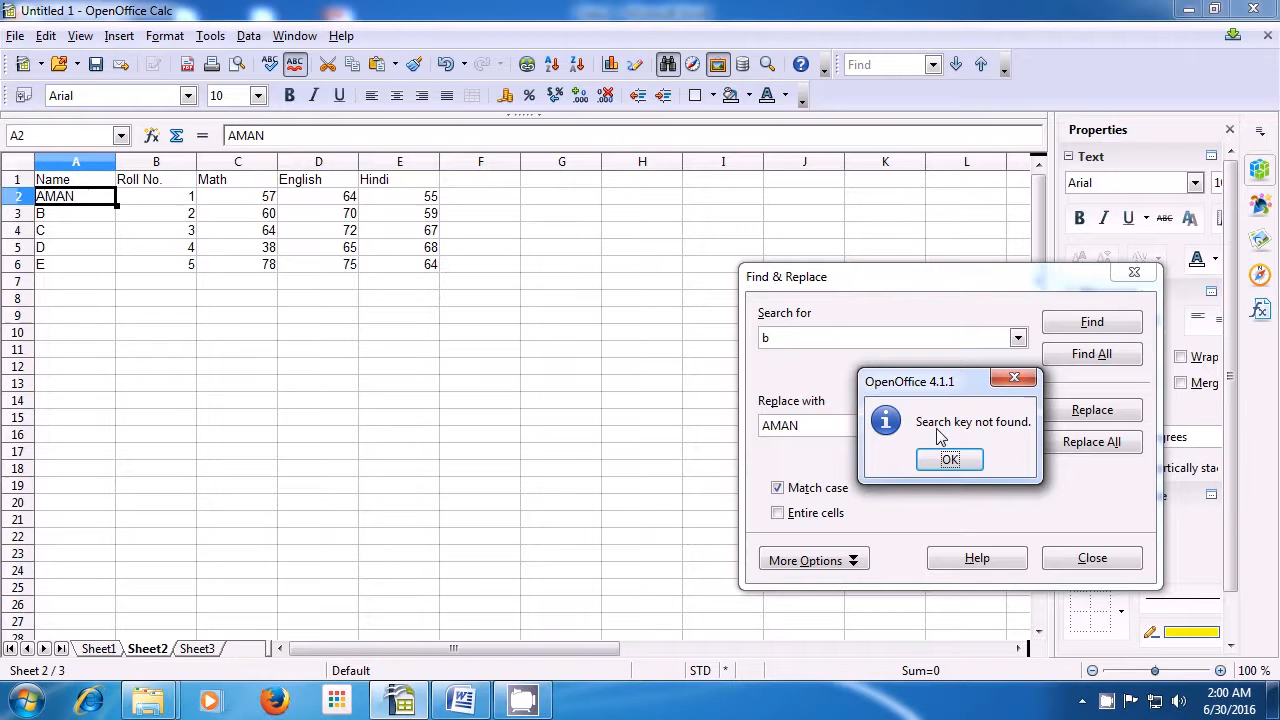 Untitled 1 - OpenOffice Calc
File Edit View Insert Format Tools Data Window Help
Find
Arial 10
A2 AMAN
Properties
A B C D E F G H I J K L
Text
1 Name Roll No. Math English Hindi
Arial
2 AMAN 1 57 64 55
3 B 2 60 70 59
4 C 3 64 72 67
5 D 4 38 65 68
6 E 5 78 75 64
7
8
9
10
11
12
13
14
15
16
17
18
19
20
21
22
23
24
25
26
27
28
Find & Replace
Search for
b
Find
Find All
Replace with
AMAN
Replace
Replace All
Match case
Entire cells
More Options
Help
Close
OpenOffice 4.1.1
Search key not found.
OK
Wrap
Merg
grees
rtically stac
Sheet1 Sheet2 Sheet3
Sheet 2 / 3 Default STD * Sum=0 100 %
2:00 AM
6/30/2016